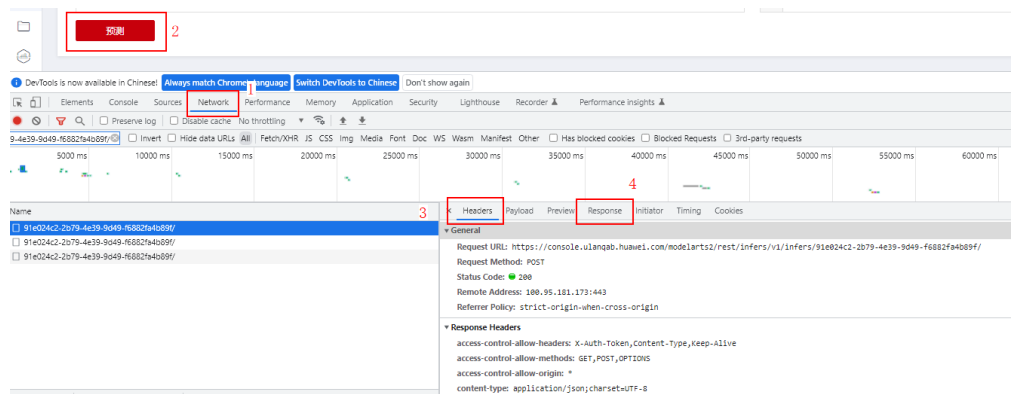 预测
2
DevTools is now available in Chinese! Always match Chrome's language Switch DevTools to Chinese Don't show again
1
Elements Console Sources Network Performance Memory Application Security Lighthouse Recorder Performance insights
Preserve log Disable cache No throttling
9-4e39-9d49-f6882fa4b89f/ Invert Hide data URLs All Fetch/XHR JS CSS Img Media Font Doc WS Wasm Manifest Other Has blocked cookies Blocked Requests 3rd-party requests
5000 ms 10000 ms 15000 ms 20000 ms 25000 ms 30000 ms 35000 ms 40000 ms 45000 ms 50000 ms 55000 ms 60000 ms
4
Name
3
× Headers Payload Preview Response Initiator Timing Cookies
91e024c2-2b79-4e39-9d49-f6882fa4b89f/
91e024c2-2b79-4e39-9d49-f6882fa4b89f/
91e024c2-2b79-4e39-9d49-f6882fa4b89f/
General
Request URL: https://console.ulanqab.huawei.com/modelarts2/rest/infers/v1/infers/91e024c2-2b79-4e39-9d49-f6882fa4b89f/
Request Method: POST
Status Code: 200
Remote Address: 100.95.181.173:443
Referrer Policy: strict-origin-when-cross-origin
Response Headers
access-control-allow-headers: X-Auth-Token,Content-Type,Keep-Alive
access-control-allow-methods: GET,POST,OPTIONS
access-control-allow-origin: *
content-type: application/json;charset=UTF-8